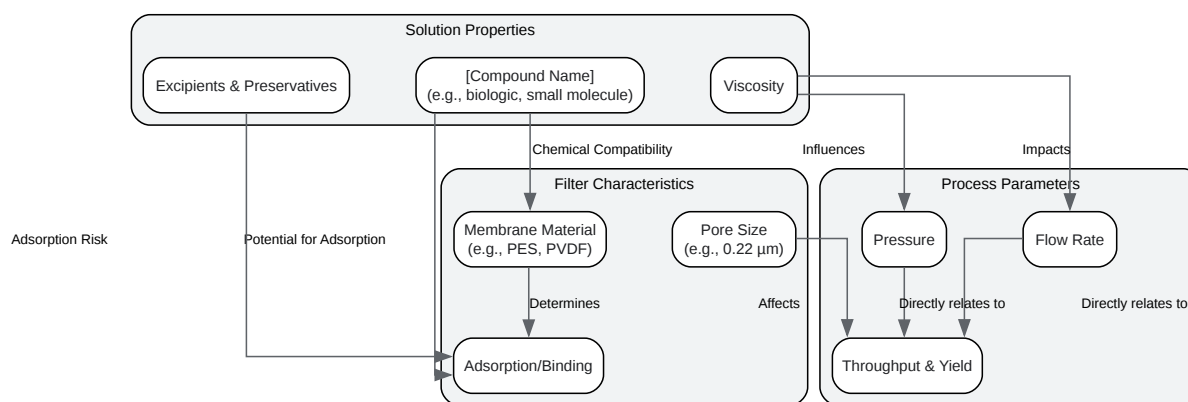 Solution Properties
Excipients & Preservatives
[Compound Name]
(e.g., biologic, small molecule)
Viscosity
Chemical Compatibility
Influences
Impacts
Filter Characteristics
Process Parameters
Adsorption Risk
Potential for Adsorption
Membrane Material
(e.g., PES, PVDF)
Pore Size
(e.g., 0.22 µm)
Pressure
Flow Rate
Determines
Affects
Directly relates to
Directly relates to
Adsorption/Binding
Throughput & Yield